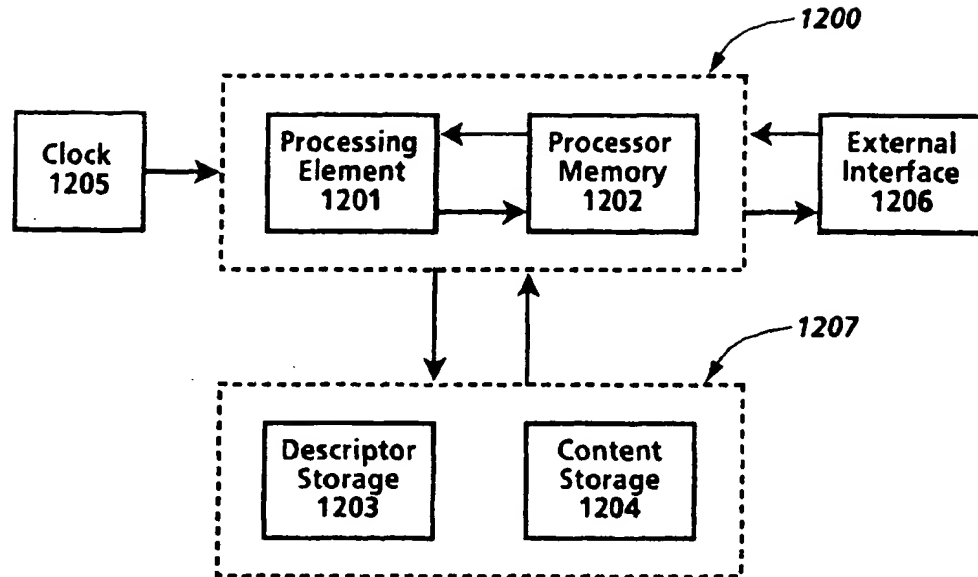 1200
Clock
1205
Processing
Element
1201
Processor
Memory
1202
External
Interface
1206
1207
Descriptor
Storage
1203
Content
Storage
1204